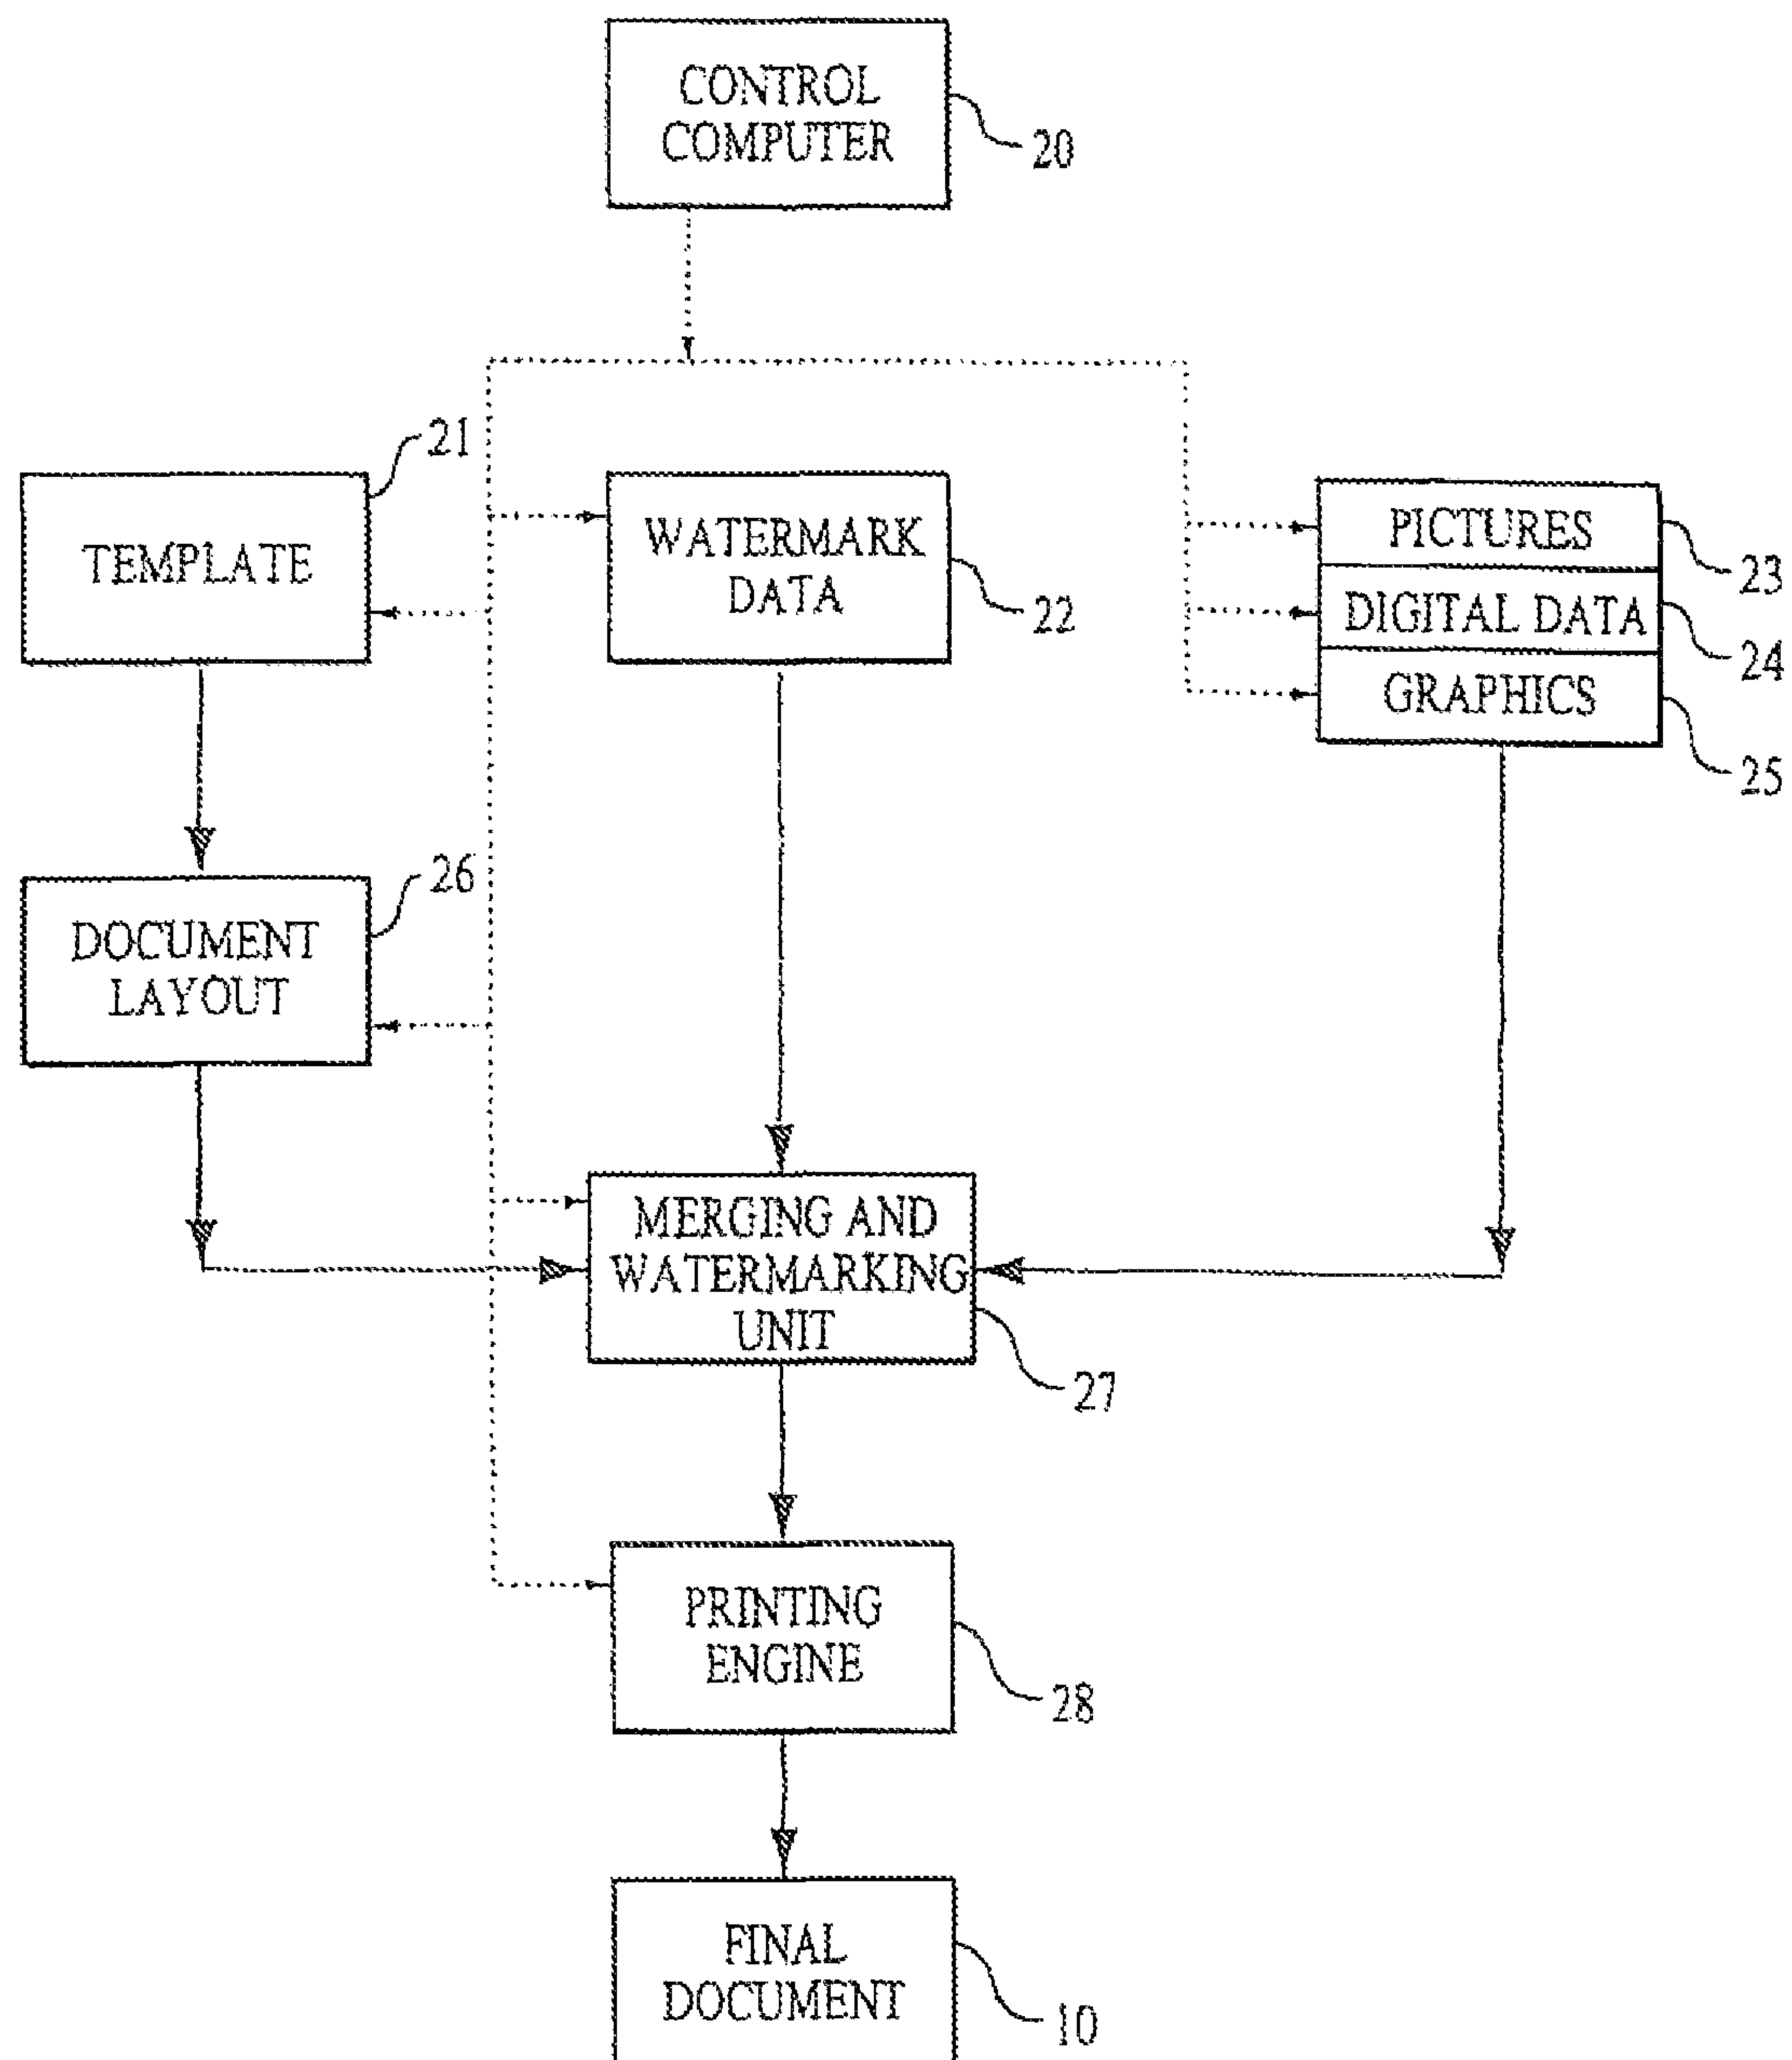 CONTROL
COMPUTER
20
21
TEMPLATE
WATERMARK
DATA
22
PICTURES
23
DIGITAL DATA
24
GRAPHICS
25
26
DOCUMENT
LAYOUT
MERGING AND
WATERMARKING
UNIT
27
PRINTING
ENGINE
28
FINAL
DOCUMENT
10